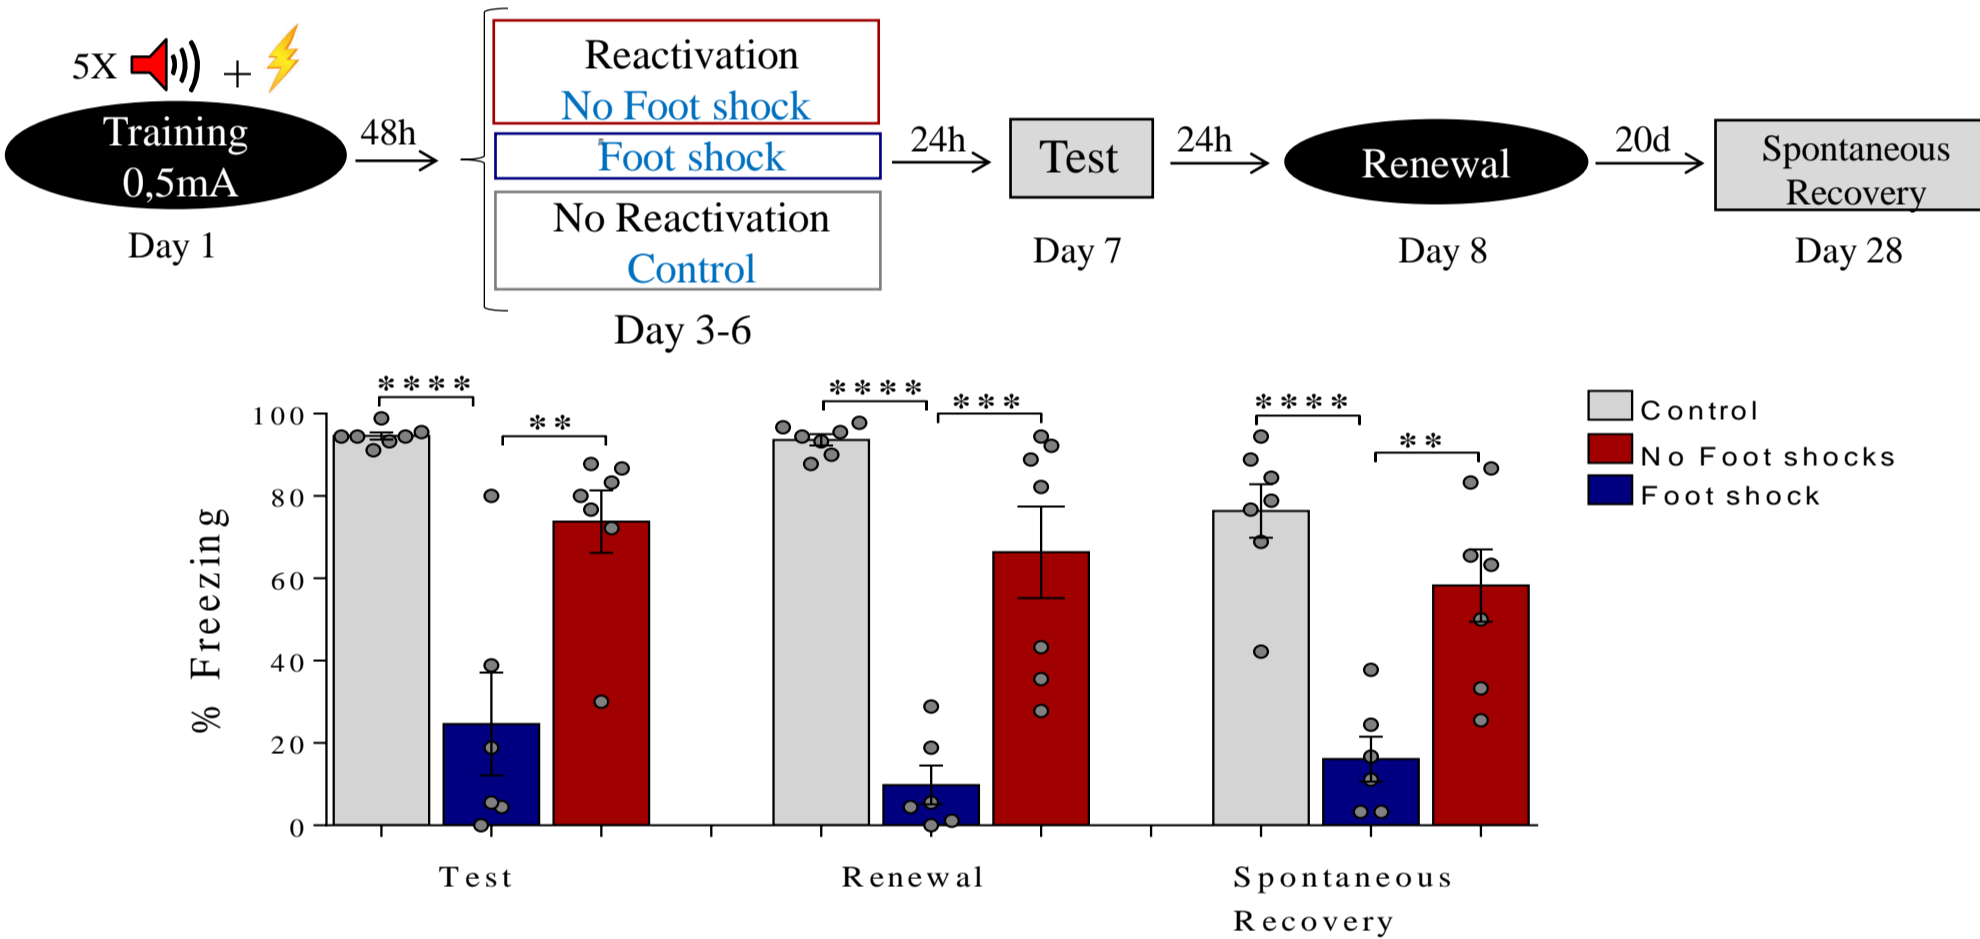 5X +
Training
0,5mA
Day 1
48h
Reactivation
No Foot shock
Foot shock
No Reactivation
Control
Day 3-6
24h
Test
Day 7
24h
Renewal
Day 8
20d
Spontaneous
Recovery
Day 28
% Freezing
100
80
60
40
20
0
****
**
****
***
****
**
Test
Renewal
Spontaneous
Recovery
Control
No Foot shocks
Foot shock